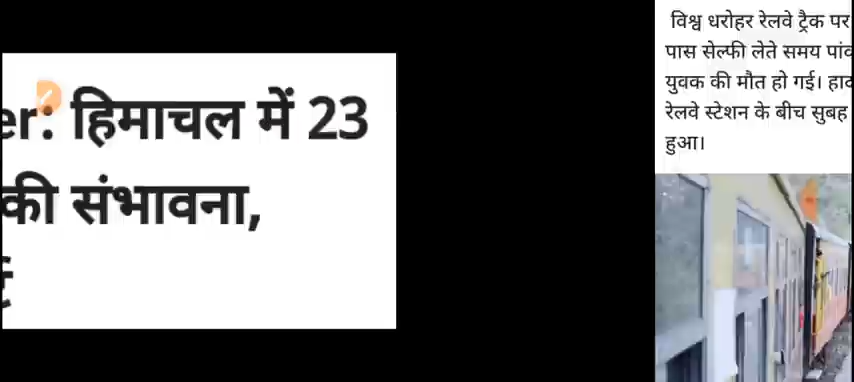 er: हिमाचल में 23
की संभावना,
विश्व धरोहर रेलवे ट्रैक पर
पास सेल्फी लेते समय पांव
युवक की मौत हो गई।
रेलवे स्टेशन के बीच सुबह
हुआ।